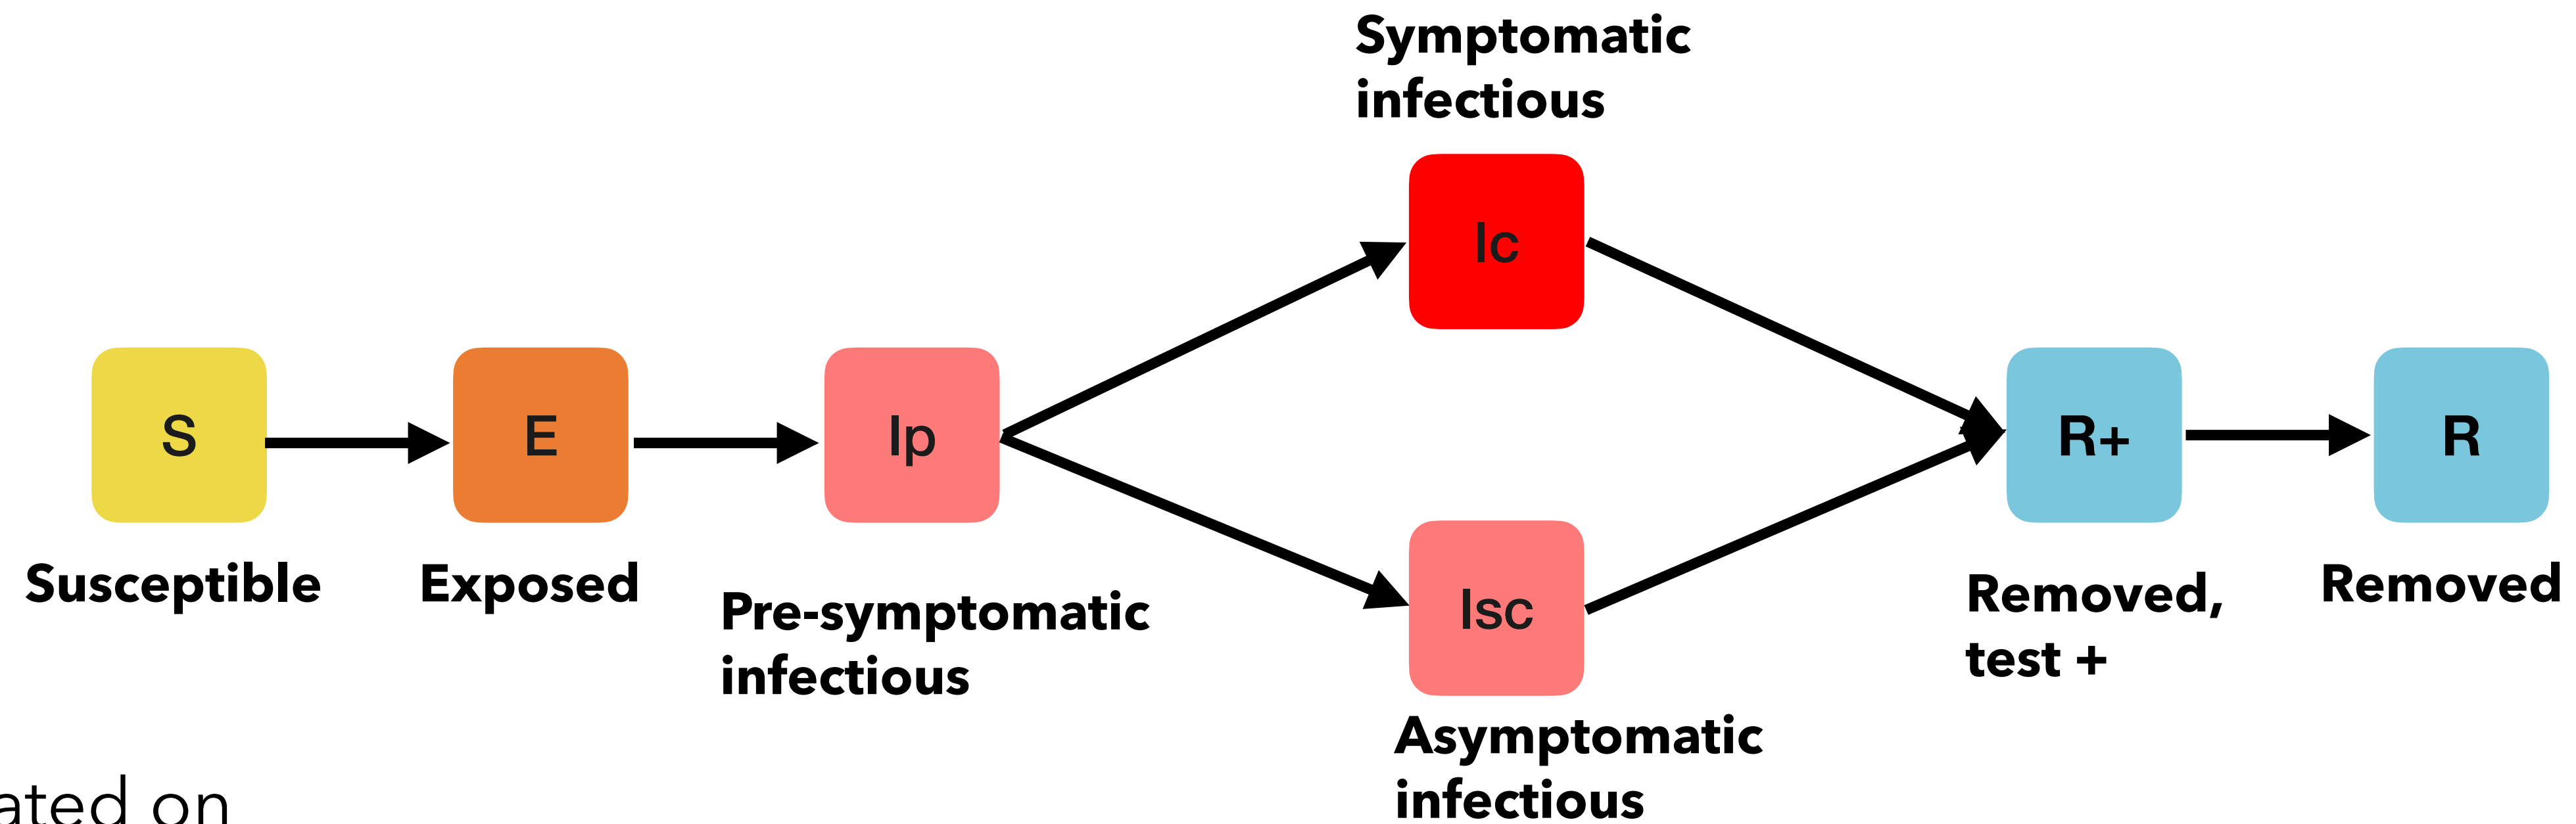 Symptomatic
infectious
Ic
S
E
Ip
R+
R
Susceptible
Exposed
Pre-symptomatic
infectious
Isc
Removed,
test +
Removed
Asymptomatic
infectious
ated on